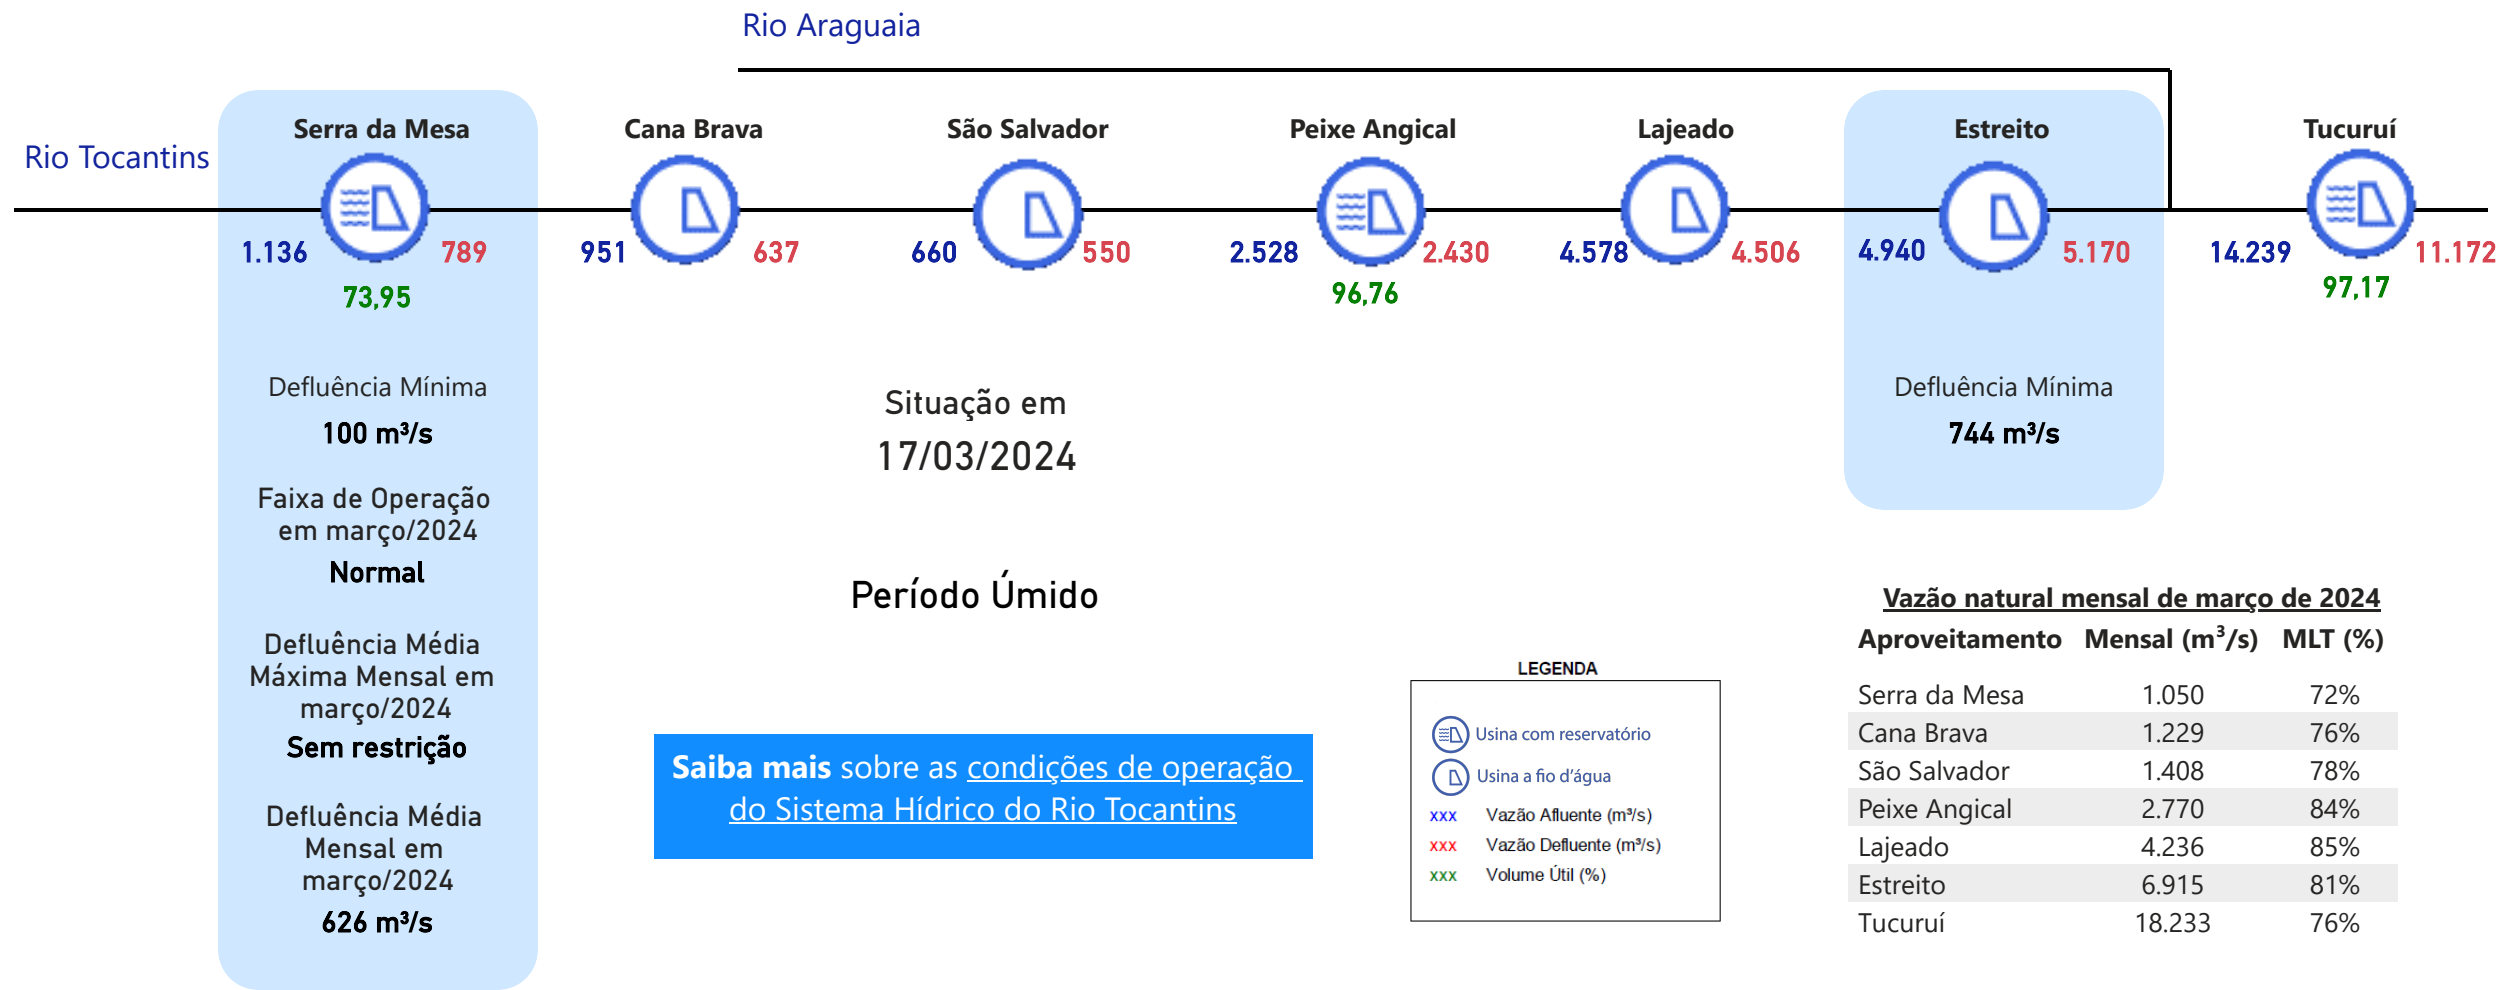 Rio Araguaia
Rio Tocantins
Serra da Mesa
Cana Brava
São Salvador
Peixe Angical
Lajeado
Estreito
Tucuruí
1.136 789
951 637
660 550
2.528 2.430
4.578 4.506
4.940 5.170
14.239 11.172
73,95
96,76
97,17
Defluência Mínima
100 m³/s
Faixa de Operação
em março/2024
Normal
Defluência Média
Máxima Mensal em
março/2024
Sem restrição
Defluência Média
Mensal em
março/2024
626 m³/s
Situação em
17/03/2024
Período Úmido
Saiba mais sobre as condições de operação
do Sistema Hídrico do Rio Tocantins
Defluência Mínima
744 m³/s
LEGENDA
Usina com reservatório
Usina a fio d'água
xxx Vazão Afluente (m³/s)
xxx Vazão Defluente (m³/s)
xxx Volume Útil (%)
Vazão natural mensal de março de 2024
Aproveitamento Mensal (m³/s) MLT (%)
Serra da Mesa 1.050 72%
Cana Brava 1.229 76%
São Salvador 1.408 78%
Peixe Angical 2.770 84%
Lajeado 4.236 85%
Estreito 6.915 81%
Tucuruí 18.233 76%